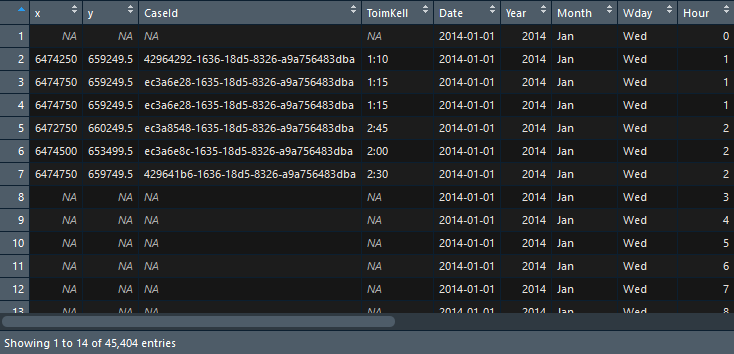 x y CaseId ToimKell Date Year Month Wday Hour
1 NA NA NA NA 2014-01-01 2014 Jan Wed 0
2 6474250 659249.5 42964292-1636-18d5-8326-a9a756483dba 1:10 2014-01-01 2014 Jan Wed 1
3 6474750 659249.5 ec3a6e28-1635-18d5-8326-a9a756483dba 1:15 2014-01-01 2014 Jan Wed 1
4 6474750 659249.5 ec3a6e28-1635-18d5-8326-a9a756483dba 1:15 2014-01-01 2014 Jan Wed 1
5 6472750 660249.5 ec3a8548-1635-18d5-8326-a9a756483dba 2:45 2014-01-01 2014 Jan Wed 2
6 6474500 653499.5 ec3a6e8c-1635-18d5-8326-a9a756483dba 2:00 2014-01-01 2014 Jan Wed 2
7 6474750 659749.5 429641b6-1636-18d5-8326-a9a756483dba 2:30 2014-01-01 2014 Jan Wed 2
8 NA NA NA NA 2014-01-01 2014 Jan Wed 3
9 NA NA NA NA 2014-01-01 2014 Jan Wed 4
10 NA NA NA NA 2014-01-01 2014 Jan Wed 5
11 NA NA NA NA 2014-01-01 2014 Jan Wed 6
12 NA NA NA NA 2014-01-01 2014 Jan Wed 7
13 NA NA NA NA 2014-01-01 2014 Jan Wed 8
Showing 1 to 14 of 45,404 entries